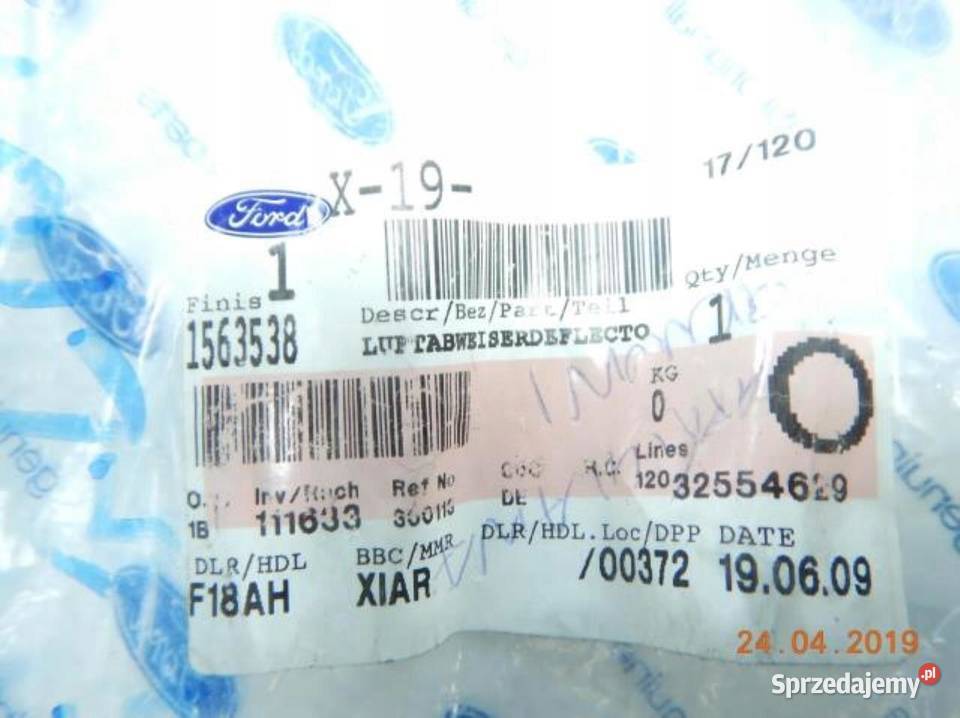 17/120
Ford X-19-
1
Finis
1563538
Descr/Bez/Part/Teil
LUFTABWEISERDEFLECTO
Qty/Menge
1
KG
0
Inv/Ruch Ref No
Lines
1B 111633
DE
120 32554629
DLR/HDL BBC/MMR DLR/HDL.Loc/DPP DATE
F18AH XIAR /00372 19.06.09
24.04.2019
Sprzedajemy.pl